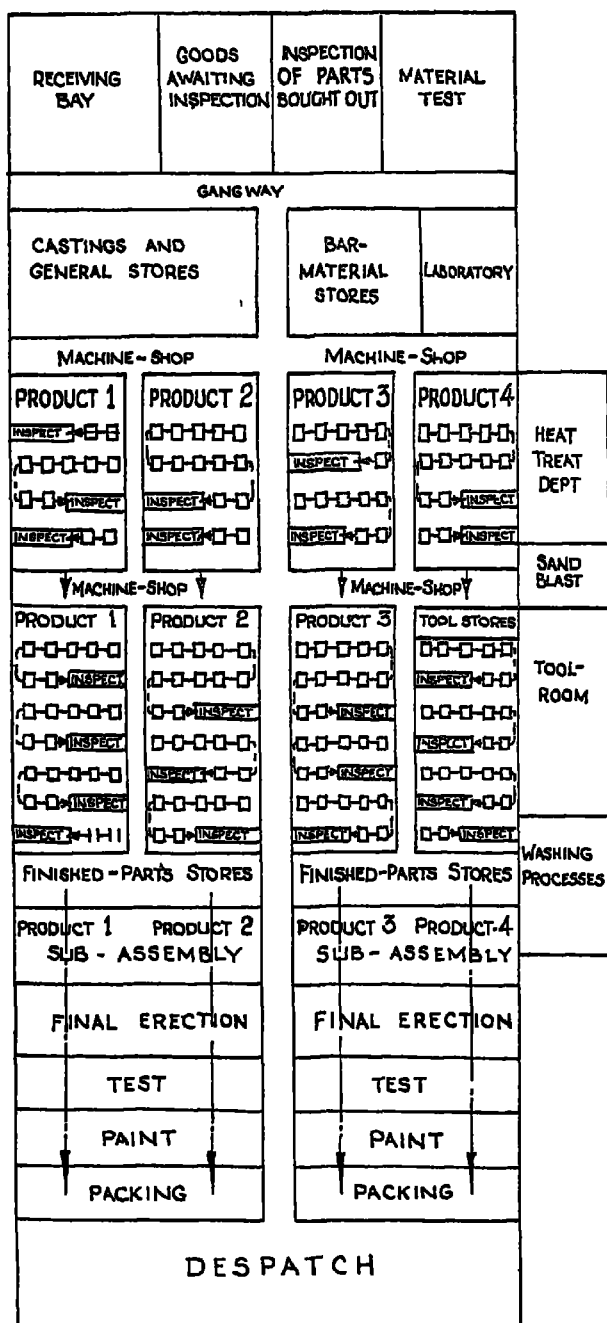 RECEIVING
BAY
GOODS
AWAITING
INSPECTION
INSPECTION
OF PARTS
BOUGHT OUT
MATERIAL
TEST
GANGWAY
CASTINGS AND
GENERAL STORES
BAR-
MATERIAL
STORES
LABORATORY
MACHINE-SHOP
MACHINE-SHOP
PRODUCT 1
INSPECT
INSPECT
INSPECT
PRODUCT 2
INSPECT
INSPECT
PRODUCT 3
INSPECT
INSPECT
PRODUCT 4
INSPECT
INSPECT
HEAT
TREAT
DEPT
SAND
BLAST
MACHINE-SHOP
MACHINE-SHOP
PRODUCT 1
INSPECT
INSPECT
INSPECT
INSPECT
PRODUCT 2
INSPECT
INSPECT
INSPECT
PRODUCT 3
INSPECT
INSPECT
INSPECT
TOOL STORES
INSPECT
INSPECT
INSPECT
INSPECT
TOOL-
ROOM
WASHING
PROCESSES
FINISHED-PARTS STORES
FINISHED-PARTS STORES
PRODUCT 1 PRODUCT 2
SUB-ASSEMBLY
PRODUCT 3 PRODUCT 4
SUB-ASSEMBLY
FINAL ERECTION
FINAL ERECTION
TEST
TEST
PAINT
PAINT
PACKING
PACKING
DESPATCH